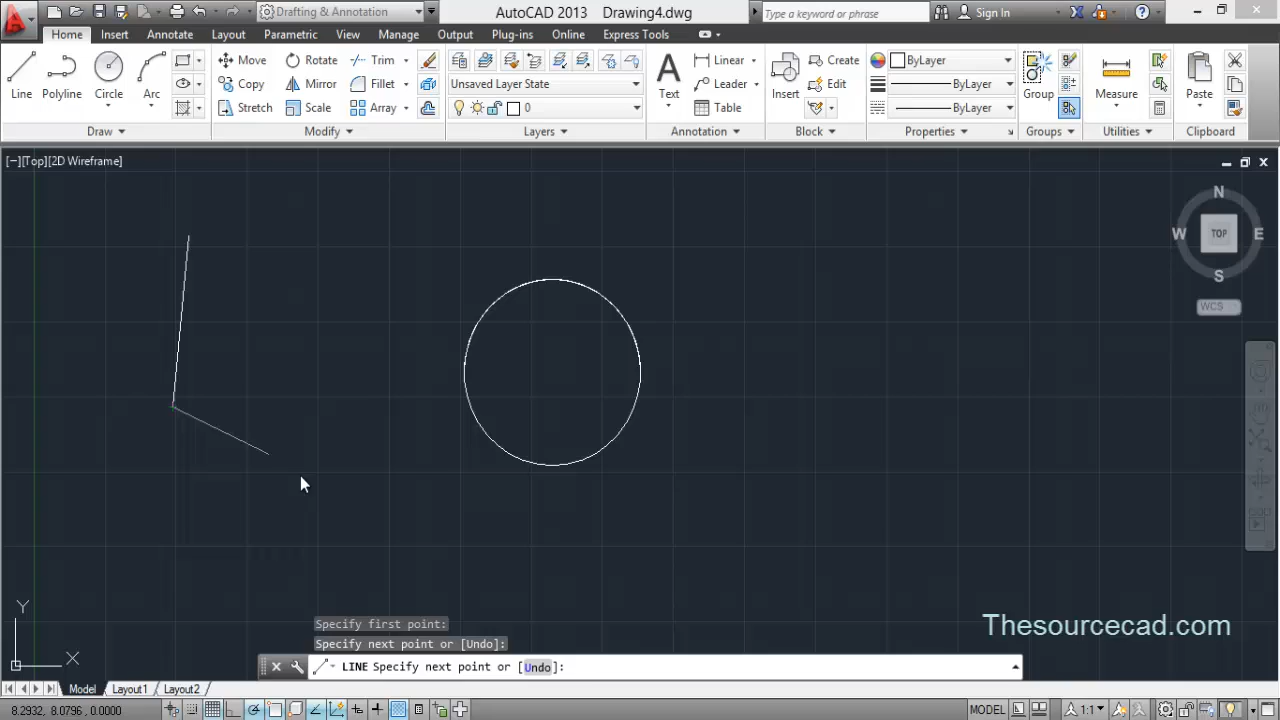 Drafting & Annotation
AutoCAD 2013 Drawing4.dwg
Type a keyword or phrase
Sign In
Home Insert Annotate Layout Parametric View Manage Output Plug-ins Online Express Tools
Line Polyline Circle Arc
Move Rotate Trim
Copy Mirror Fillet
Stretch Scale Array
Unsaved Layer State
0
Text
Linear
Leader
Table
Insert
Create
Edit
ByLayer
ByLayer
ByLayer
Group
Measure
Paste
Draw Modify Layers Annotation Block Properties Groups Utilities Clipboard
[−][Top][2D Wireframe]
N
W TOP E
S
WCS
Y
X
Thesourcecad.com
Specify first point:
Specify next point or [Undo]:
LINE Specify next point or [Undo]:
Model Layout1 Layout2
8.2932, 8.0796 , 0.0000
MODEL
1:1